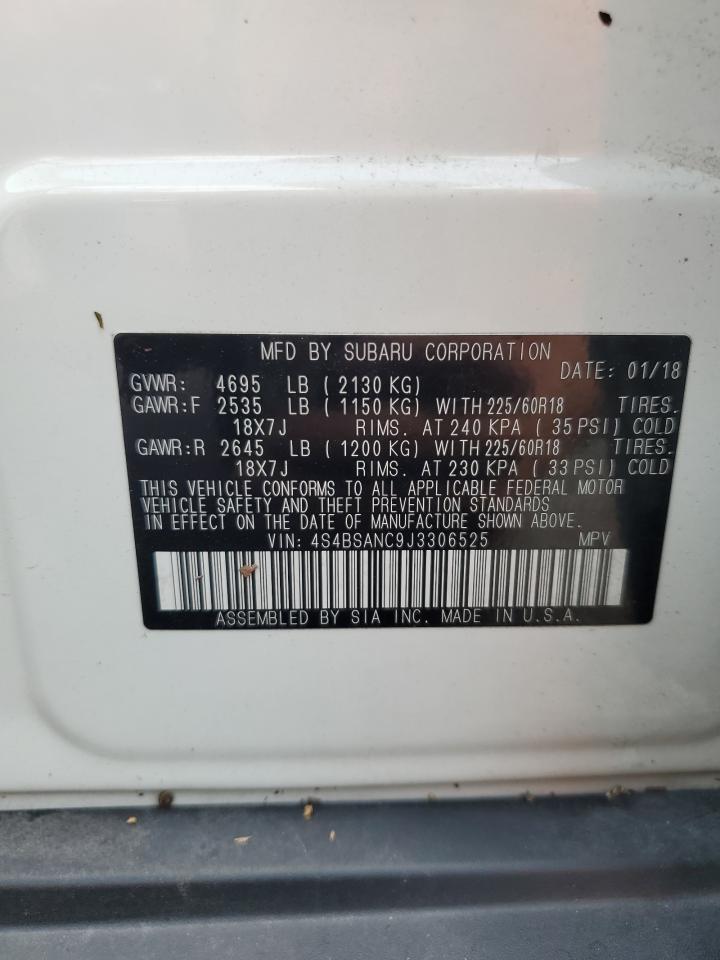 MFD BY SUBARU CORPORATION
DATE: 01/18
GVWR: 4695 LB (2130 KG)
GAWR:F 2535 LB (1150 KG) WITH 225/60R18 TIRES.
18X7J RIMS. AT 240 KPA (35 PSI) COLD
GAWR:R 2645 LB (1200 KG) WITH 225/60R18 TIRES.
18X7J RIMS. AT 230 KPA (33 PSI) COLD
THIS VEHICLE CONFORMS TO ALL APPLICABLE FEDERAL MOTOR
VEHICLE SAFETY AND THEFT PREVENTION STANDARDS
IN EFFECT ON THE DATE OF MANUFACTURE SHOWN ABOVE.
VIN: 4S4BSANC9J3306525 MPV
ASSEMBLED BY SIA INC. MADE IN U.S.A.